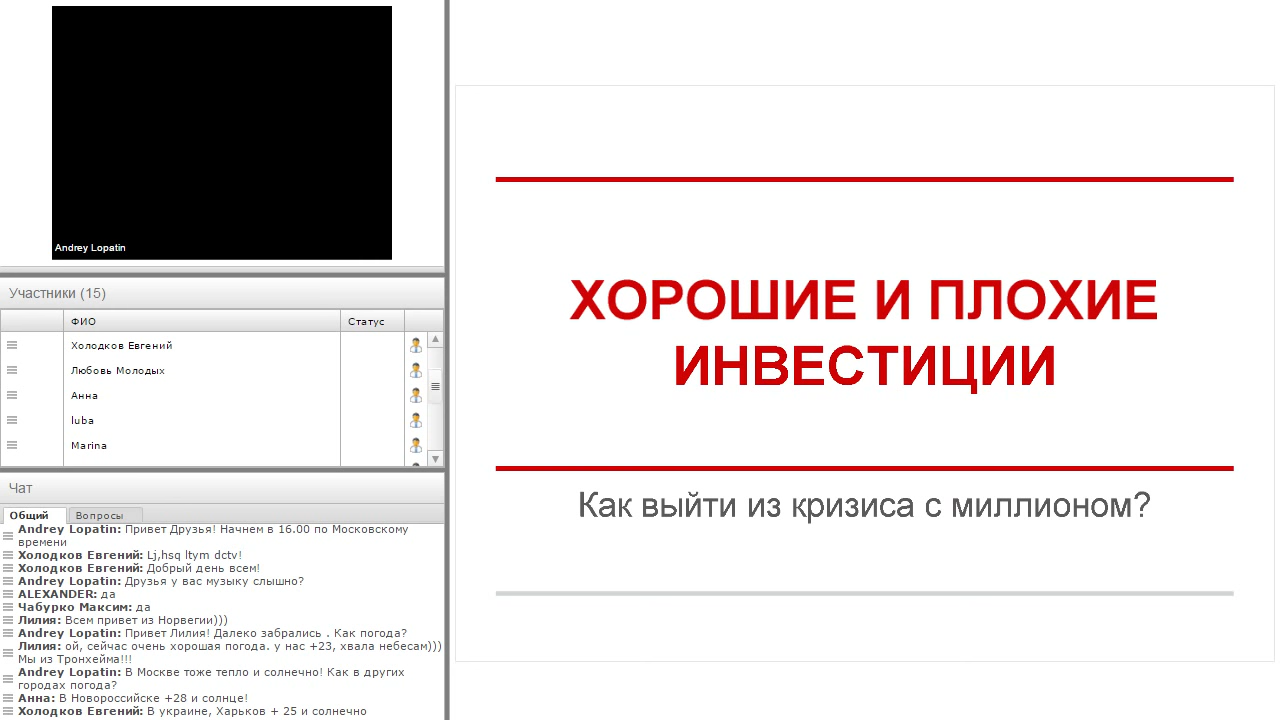 Andrey Lopatin
Участники (15)
ФИО
Статус
Холодков Евгений
Любовь Молодых
Анна
luba
Marina
Чат
Общий
Вопросы
Andrey Lopatin: Привет Друзья! Начнем в 16.00 по Московскому
времени
Холодков Евгений: Lj,hsq ltym dctv!
Холодков Евгений: Добрый день всем!
Andrey Lopatin: Друзья у вас музыку слышно?
ALEXANDER: да
Чабурко Максим: да
Лилия: Всем привет из Норвегии)))
Andrey Lopatin: Привет Лилия! Далеко забрались . Как погода?
Лилия: ой, сейчас очень хорошая погода. у нас +23, хвала небесам)))
Мы из Тронхейма!!!
Andrey Lopatin: В Москве тоже тепло и солнечно! Как в других
городах погода?
Анна: В Новороссийске +28 и солнце!
Холодков Евгений: В украине, Харьков + 25 и солнечно
ХОРОШИЕ И ПЛОХИЕ
ИНВЕСТИЦИИ
Как выйти из кризиса с миллионом?